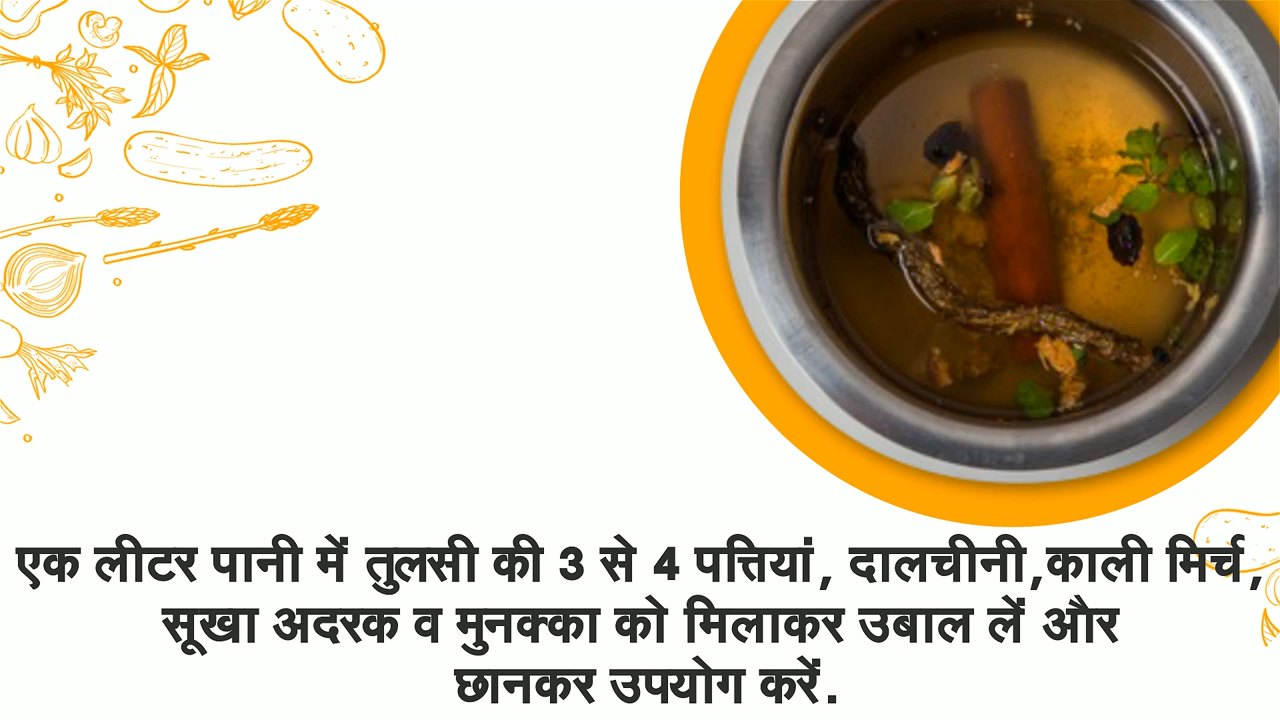 एक लीटर पानी में तुलसी की 3 से 4 पत्तियां, दालचीनी,काली मिर्च,
सूखा अदरक व मुनक्का को मिलाकर उबाल लें और
छानकर उपयोग करें.